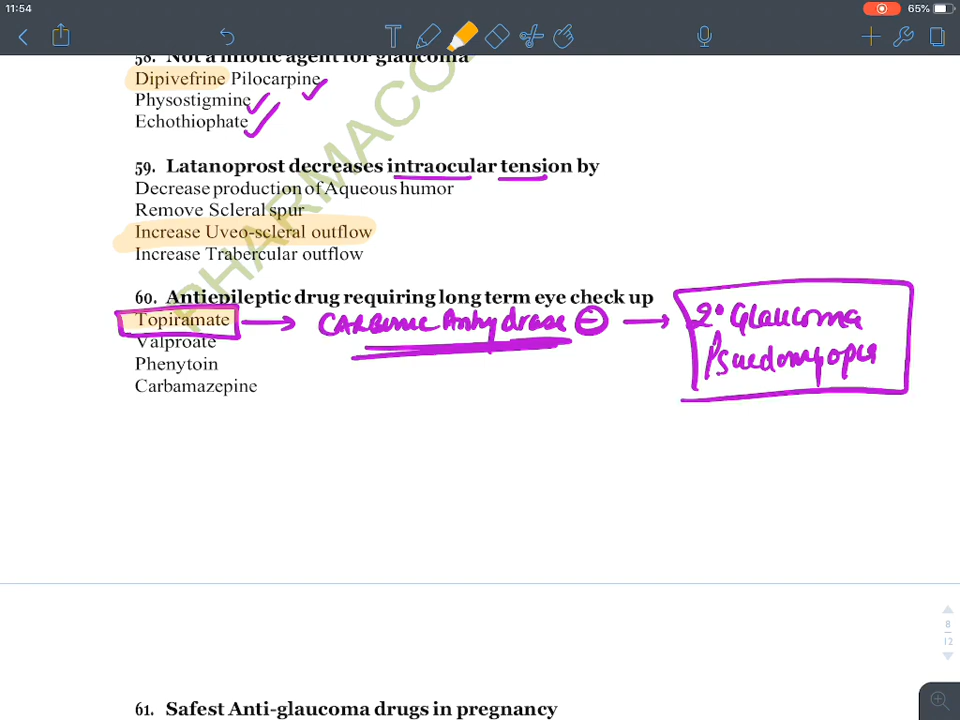 11:54
65%
58. Not a miotic agent for glaucoma
Dipivefrine Pilocarpine
Physostigmine
Echothiophate
59. Latanoprost decreases intraocular tension by
Decrease production of Aqueous humor
Remove Scleral spur
Increase Uveo-scleral outflow
Increase Trabercular outflow
60. Antiepileptic drug requiring long term eye check up
Topiramate → CARBonic Anhydrase ⊖ → 2° Glaucoma
Psuedomyopia
Valproate
Phenytoin
Carbamazepine
8
12
61. Safest Anti-glaucoma drugs in pregnancy